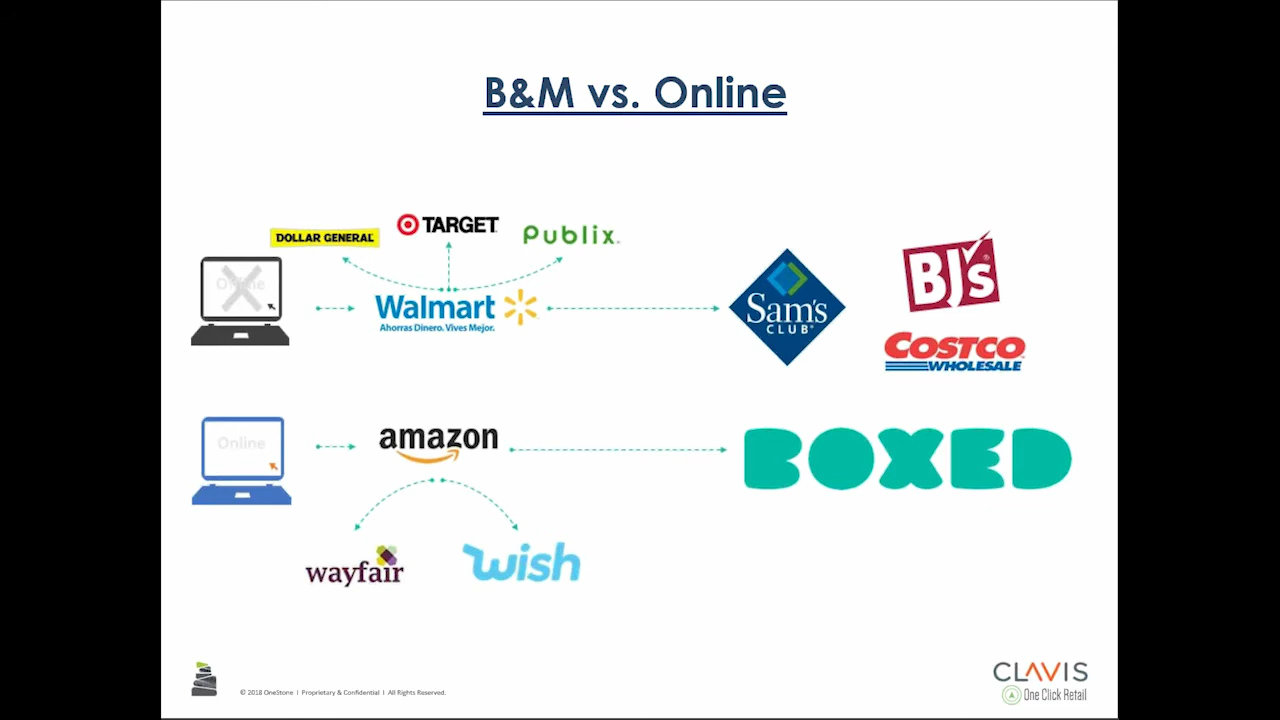 B&M vs. Online
DOLLAR GENERAL
TARGET
Publix
Online
Walmart
Ahorras Dinero. Vives Mejor.
Sam's
CLUB
BJ's
COSTCO
WHOLESALE
Online
amazon
BOXED
wayfair
wish
© 2018 OneStone I Proprietary & Confidential I All Rights Reserved.
CLAVIS
One Click Retail